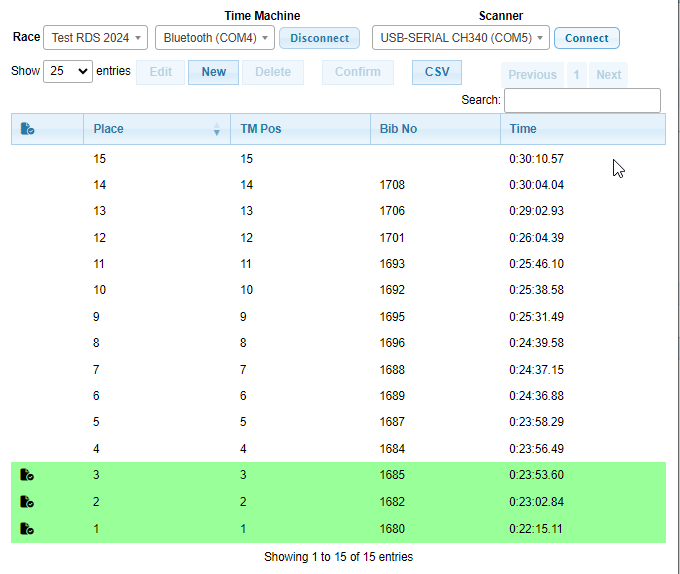 Time Machine Scanner
Race Test RDS 2024 Bluetooth (COM4) Disconnect USB-SERIAL CH340 (COM5) Connect
Show 25 entries Edit New Delete Confirm CSV Previous 1 Next
Search:
Place TM Pos Bib No Time
15 15 0:30:10.57
14 14 1708 0:30:04.04
13 13 1706 0:29:02.93
12 12 1701 0:26:04.39
11 11 1693 0:25:46.10
10 10 1692 0:25:38.58
9 9 1695 0:25:31.49
8 8 1696 0:24:39.58
7 7 1688 0:24:37.15
6 6 1689 0:24:36.88
5 5 1687 0:23:58.29
4 4 1684 0:23:56.49
3 3 1685 0:23:53.60
2 2 1682 0:23:02.84
1 1 1680 0:22:15.11
Showing 1 to 15 of 15 entries